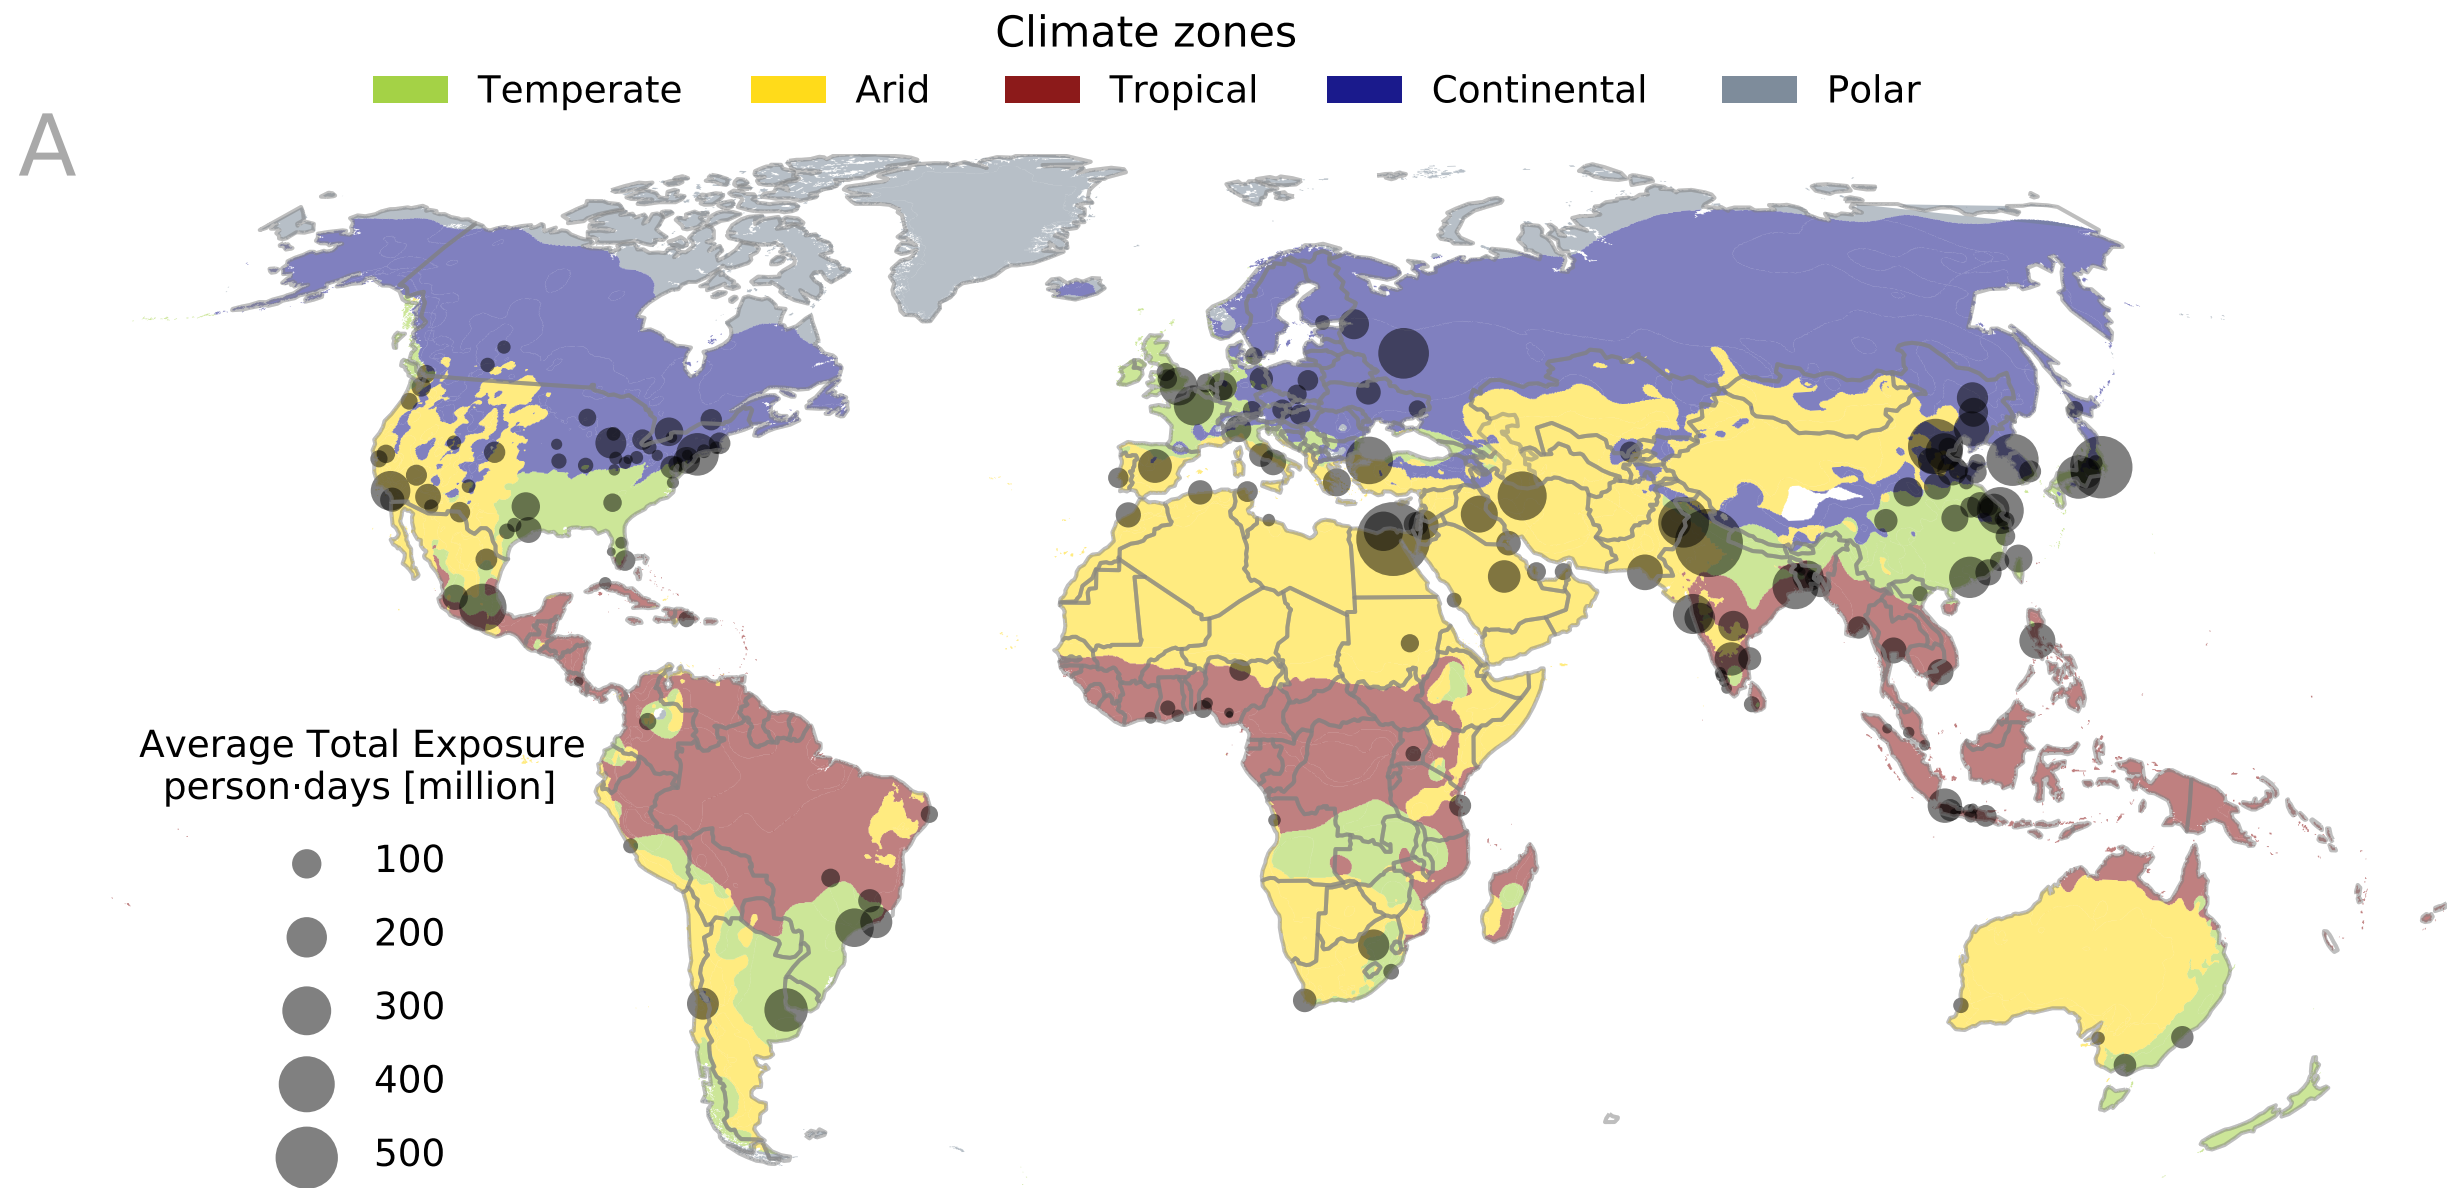 Climate zones
Temperate Arid Tropical Continental Polar
A
Average Total Exposure
person·days [million]
100
200
300
400
500